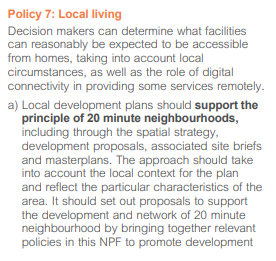 Policy 7: Local living
Decision makers can determine what facilities
can reasonably be expected to be accessible
from homes, taking into account local
circumstances, as well as the role of digital
connectivity in providing some services remotely.
a) Local development plans should support the
principle of 20 minute neighbourhoods,
including through the spatial strategy,
development proposals, associated site briefs
and masterplans. The approach should take
into account the local context for the plan
and reflect the particular characteristics of the
area. It should set out proposals to support
the development and network of 20 minute
neighbourhood by bringing together relevant
policies in this NPF to promote development